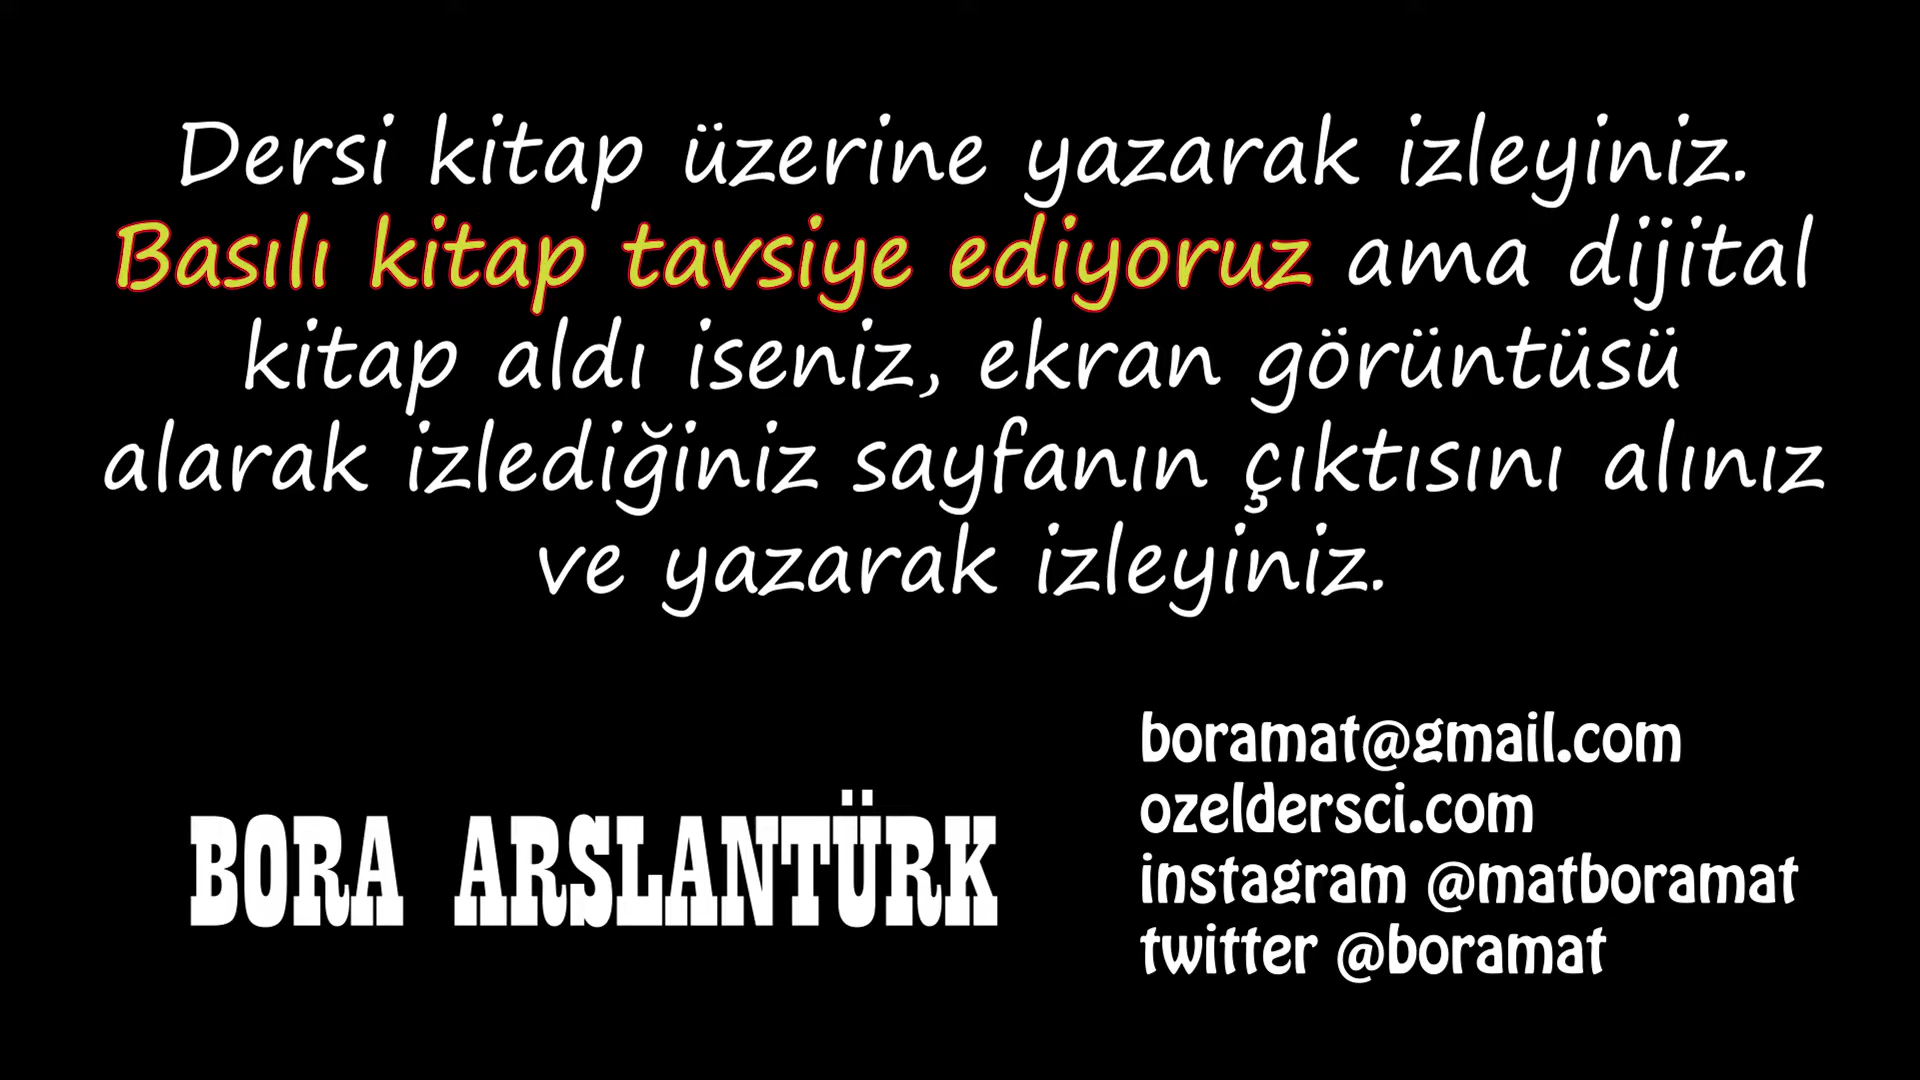 Dersi kitap üzerine yazarak izleyiniz.
Basılı kitap tavsiye ediyoruz ama dijital
kitap aldı iseniz, ekran görüntüsü
alarak izlediğiniz sayfanın çıktısını alınız
ve yazarak izleyiniz.
BORA ARSLANTÜRK
boramat@gmail.com
ozeldersci.com
instagram @matboramat
twitter @boramat